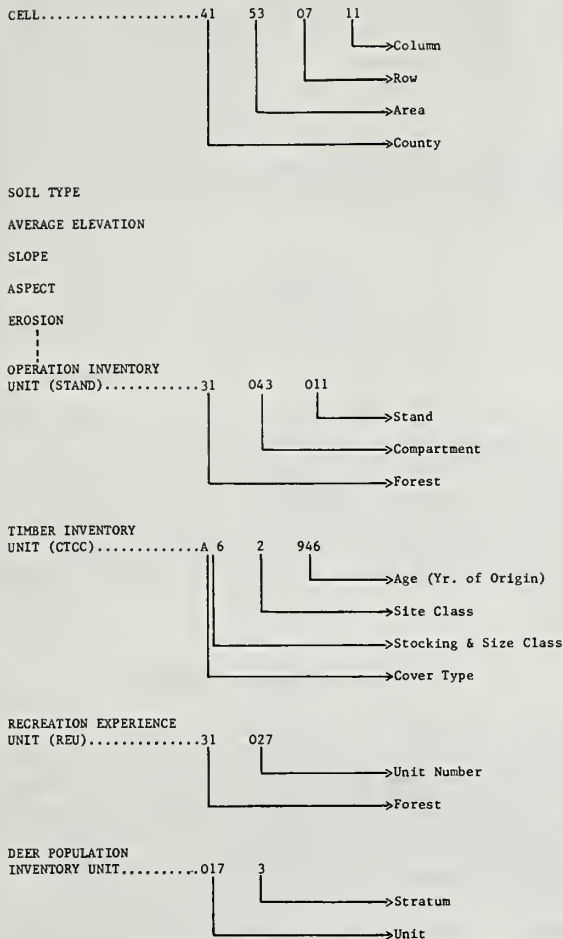 CELL....................41 53 07 11
Column
Row
Area
County
SOIL TYPE
AVERAGE ELEVATION
SLOPE
ASPECT
EROSION
OPERATION INVENTORY
UNIT (STAND)............31 043 011
Stand
Compartment
Forest
TIMBER INVENTORY
UNIT (CTCC).............A 6 2 946
Age (Yr. of Origin)
Site Class
Stocking & Size Class
Cover Type
RECREATION EXPERIENCE
UNIT (REU)..............31 027
Unit Number
Forest
DEER POPULATION
INVENTORY UNIT..........017 3
Stratum
Unit